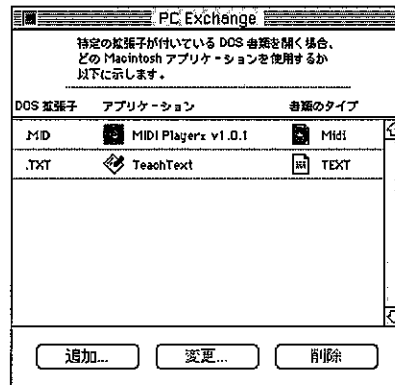 PC Exchange
特定の拡張子が付いている DOS 書類を開く場合、
どの Macintosh アプリケーションを使用するか
以下に示します。
DOS 拡張子 アプリケーション 書類のタイプ
.MID MIDI Playerz v1.0.1 Midi
.TXT TeachText TEXT
追加... 変更... 削除